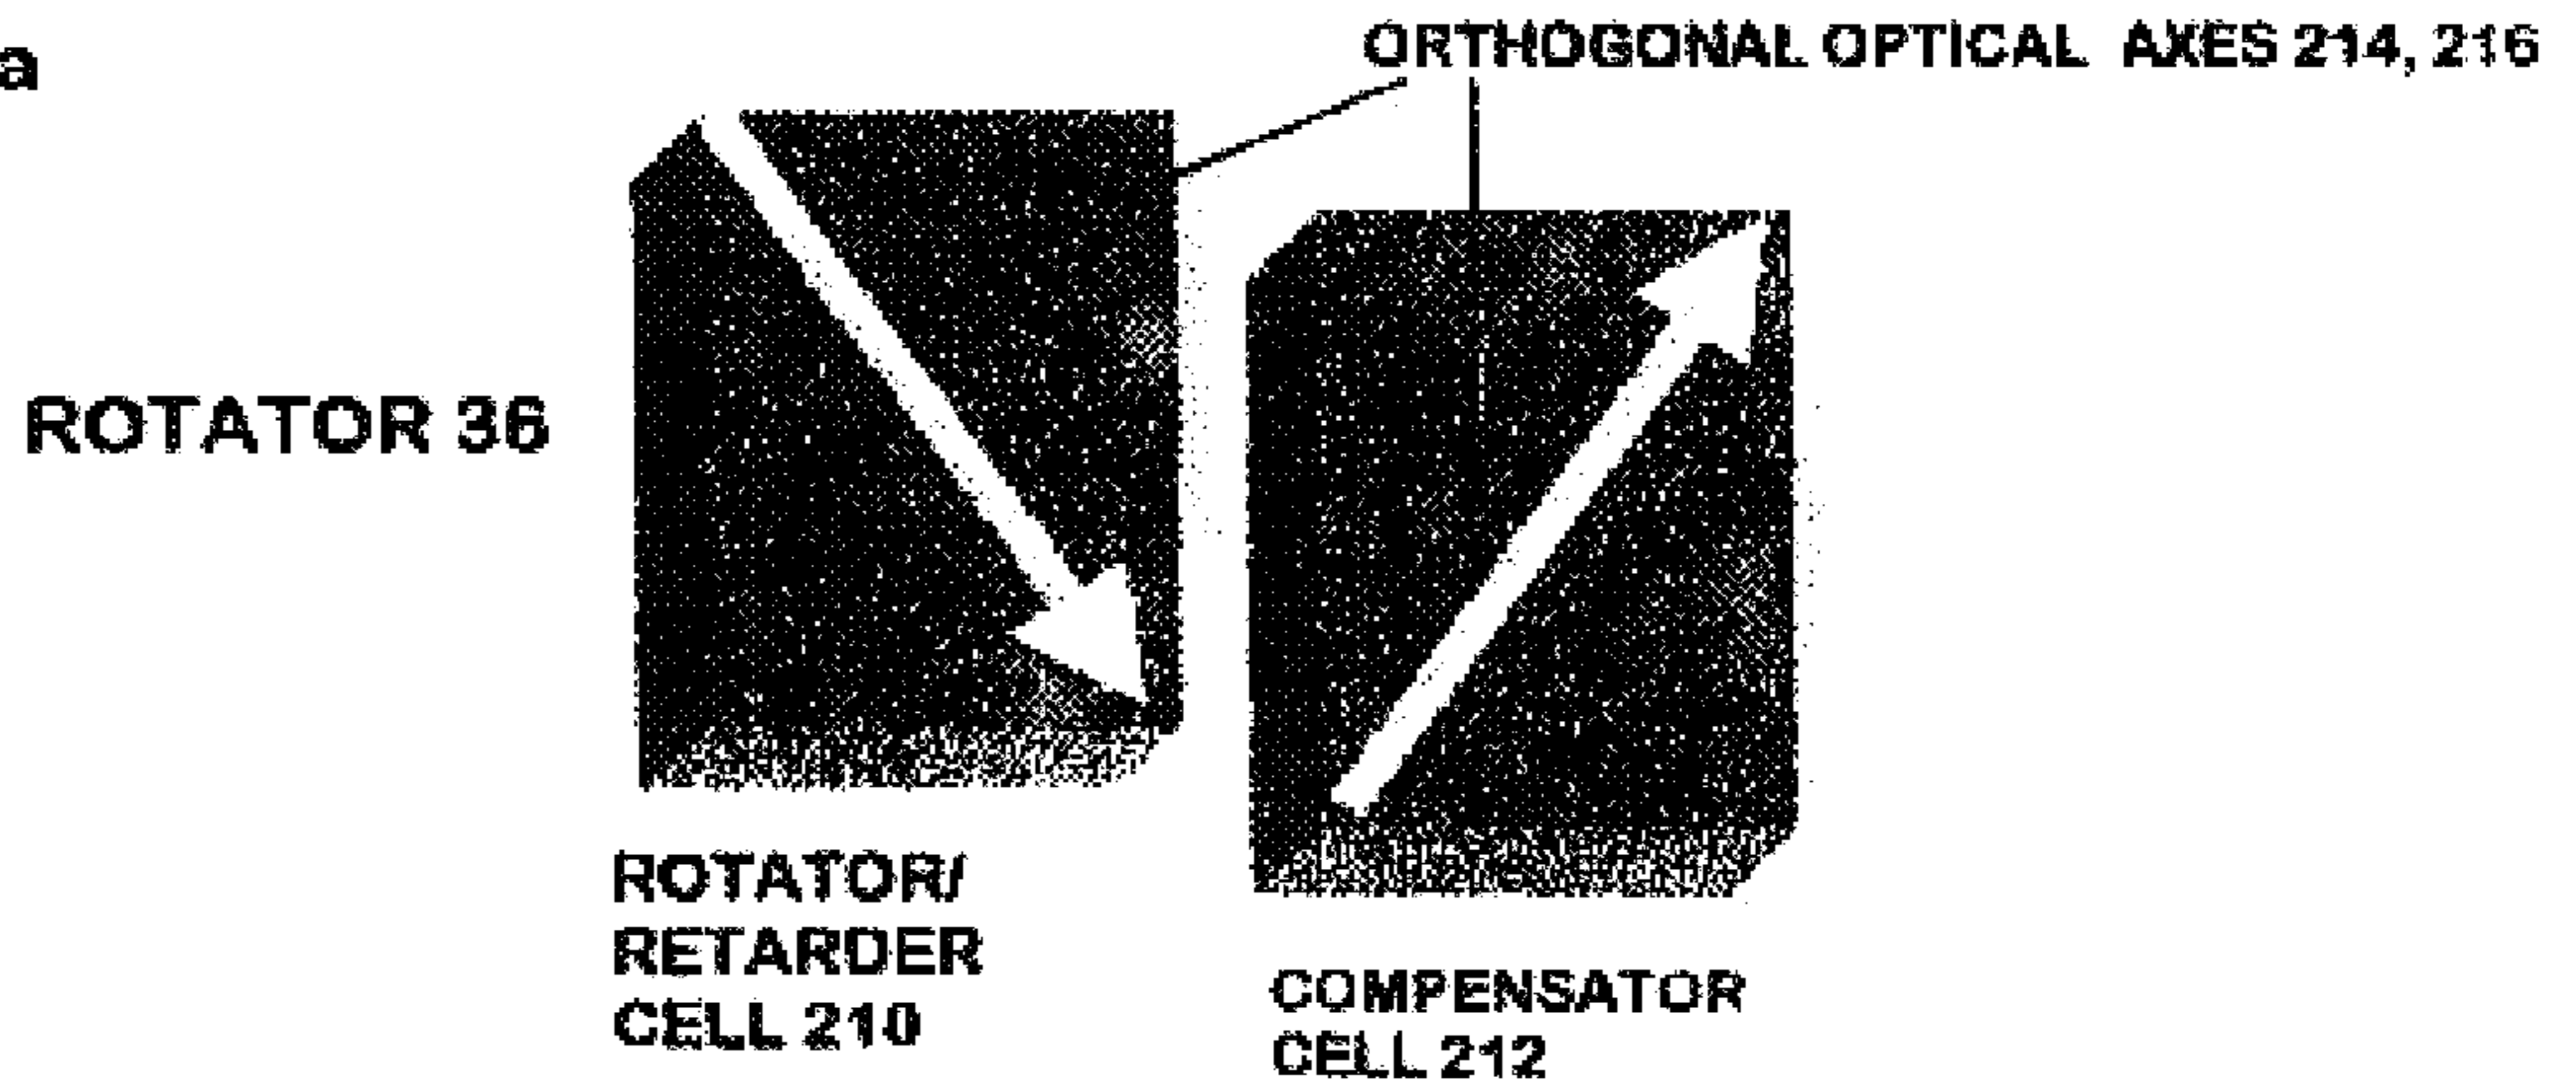 a
ORTHOGONAL OPTICAL AXES 214, 216
ROTATOR 36
ROTATOR/
RETARDER
CELL 210
COMPENSATOR
CELL 212